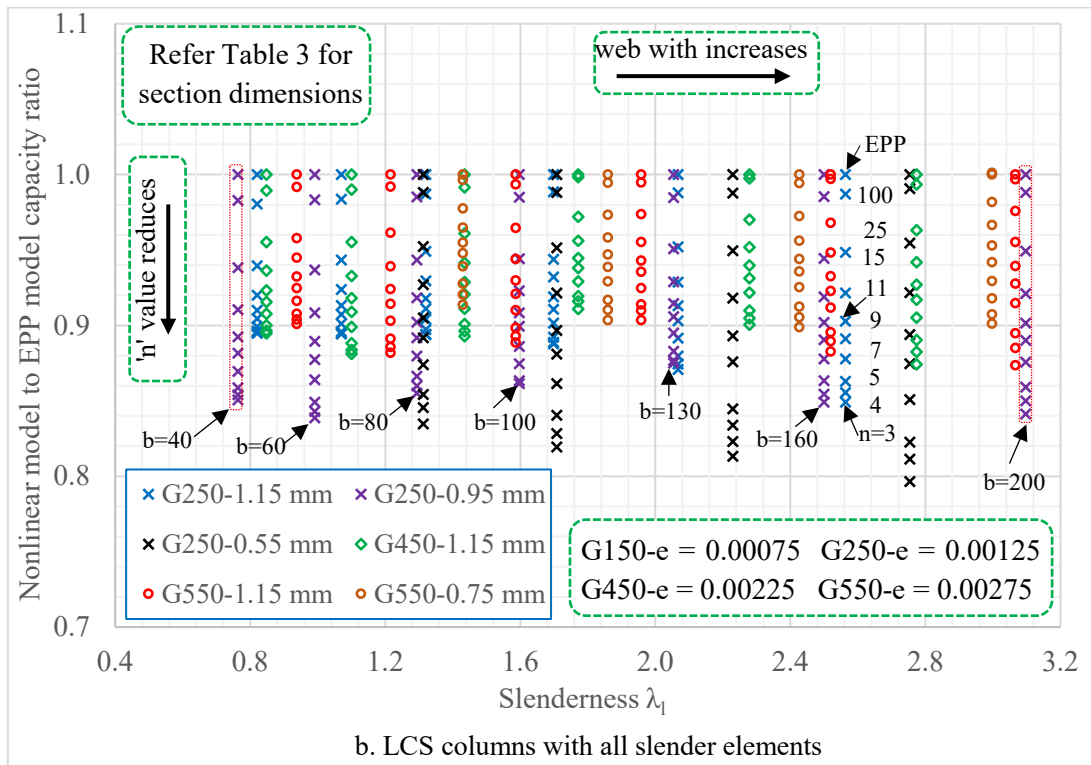 1.1
1.0
0.9
0.8
0.7
Nonlinear model to EPP model capacity ratio
Refer Table 3 for
section dimensions
web with increases
'n' value reduces
EPP
100
25
15
11
9
7
5
4
n=3
b=40
b=60
b=80
b=100
b=130
b=160
b=200
G250-1.15 mm
G250-0.95 mm
G250-0.55 mm
G450-1.15 mm
G550-1.15 mm
G550-0.75 mm
G150-e = 0.00075 G250-e = 0.00125
G450-e = 0.00225 G550-e = 0.00275
0.4 0.8 1.2 1.6 2.0 2.4 2.8 3.2
Slenderness λl
b. LCS columns with all slender elements